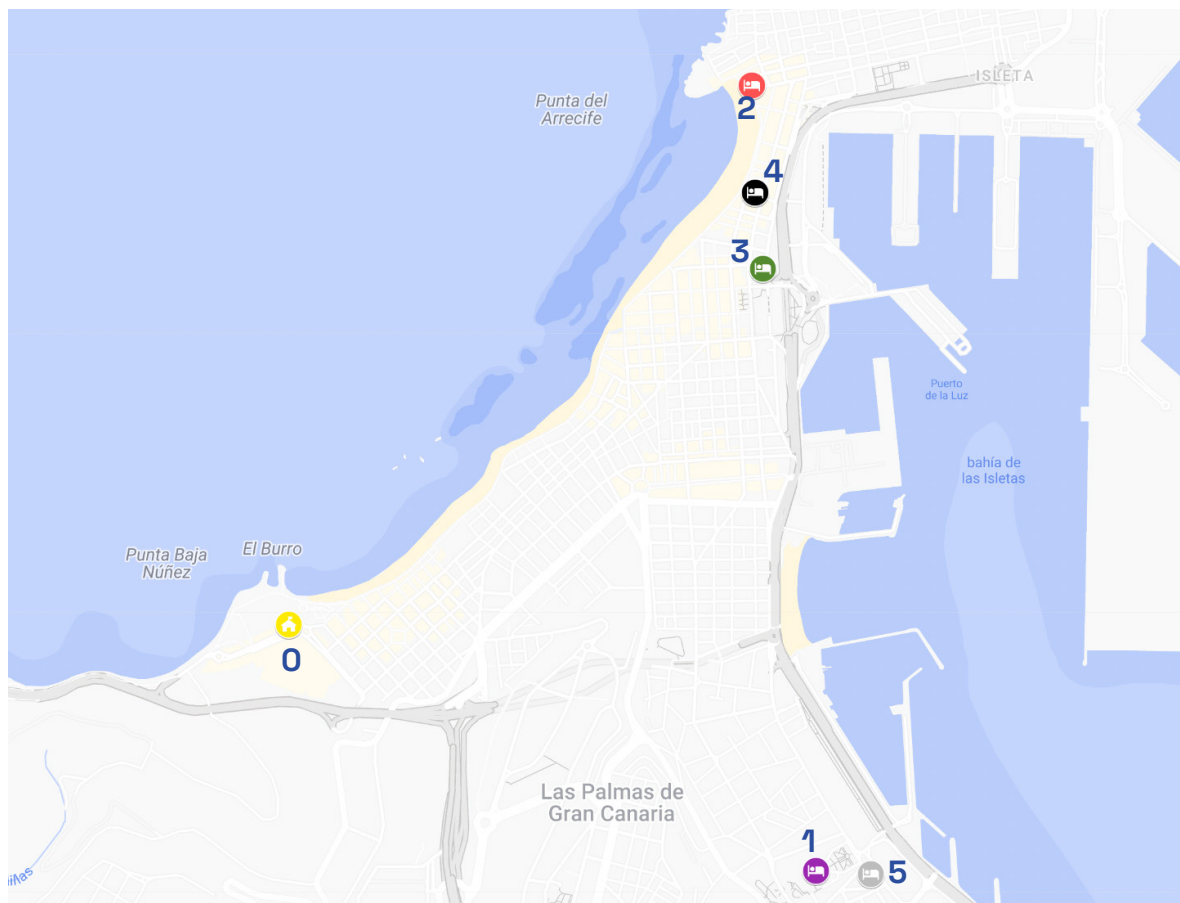 ISLETA
2
Punta del
Arrecife
4
3
Puerto
de la Luz
bahía de
las Isletas
El Burro
Punta Baja
Núñez
0
Las Palmas de
Gran Canaria
1
5